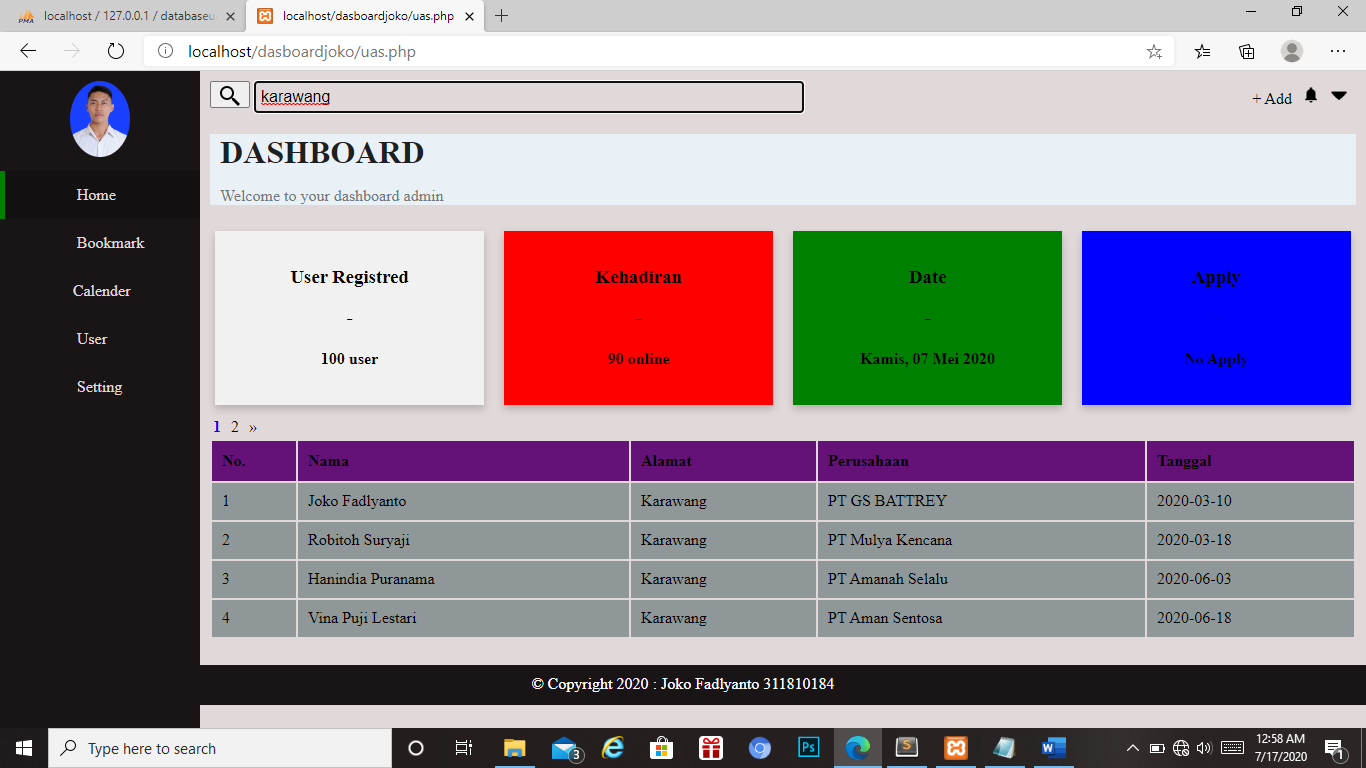 localhost / 127.0.0.1 / databaseu
localhost/dasboardjoko/uas.php
localhost/dasboardjoko/uas.php
karawang
+ Add
DASHBOARD
Welcome to your dashboard admin
Home
Bookmark
Calender
User
Setting
User Registred
-
100 user
Kehadiran
-
90 online
Date
-
Kamis, 07 Mei 2020
Apply
-
No Apply
1 2 »
No. Nama Alamat Perusahaan Tanggal
1 Joko Fadlyanto Karawang PT GS BATTREY 2020-03-10
2 Robitoh Suryaji Karawang PT Mulya Kencana 2020-03-18
3 Hanindia Puranama Karawang PT Amanah Selalu 2020-06-03
4 Vina Puji Lestari Karawang PT Aman Sentosa 2020-06-18
© Copyright 2020 : Joko Fadlyanto 311810184
Type here to search
3
Ps
S
W
12:58 AM
7/17/2020
1